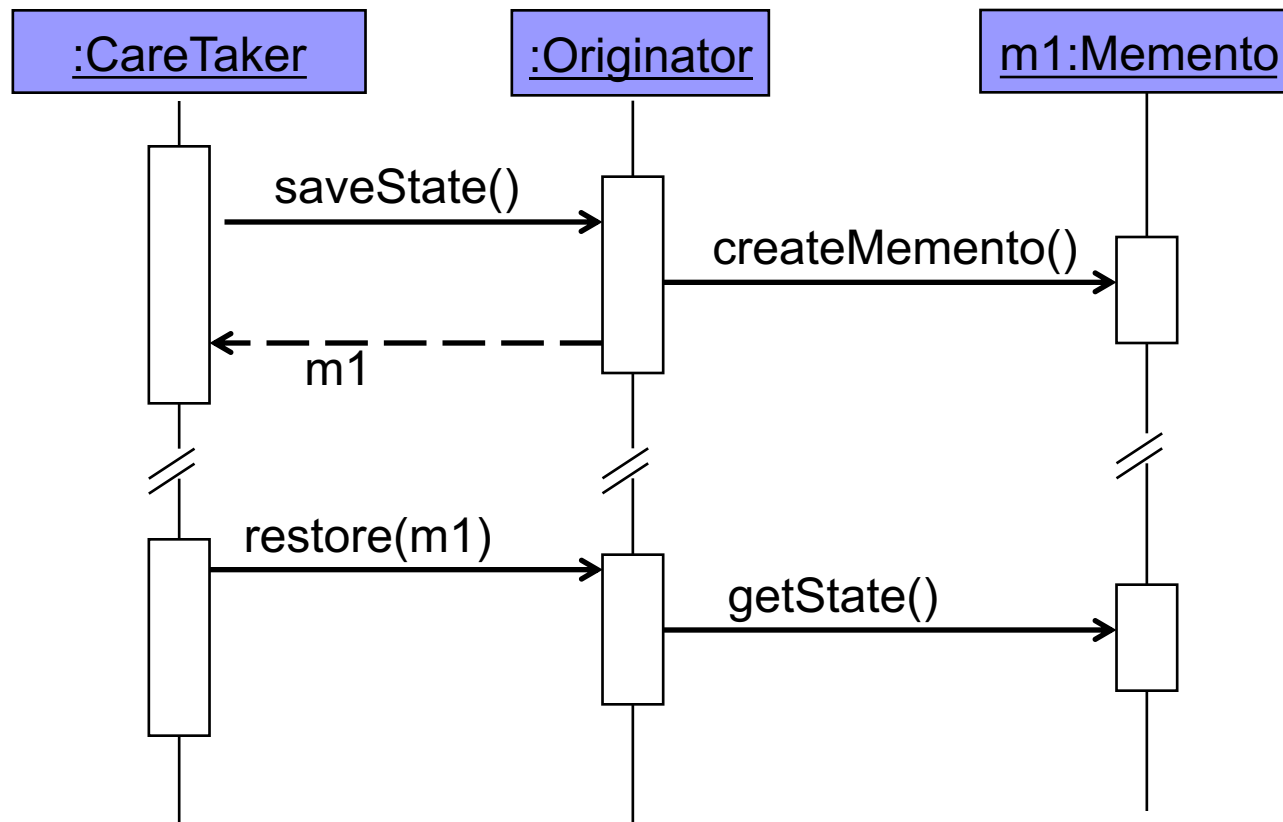 :CareTaker
:Originator
m1:Memento
saveState()
createMemento()
m1
restore(m1)
getState()